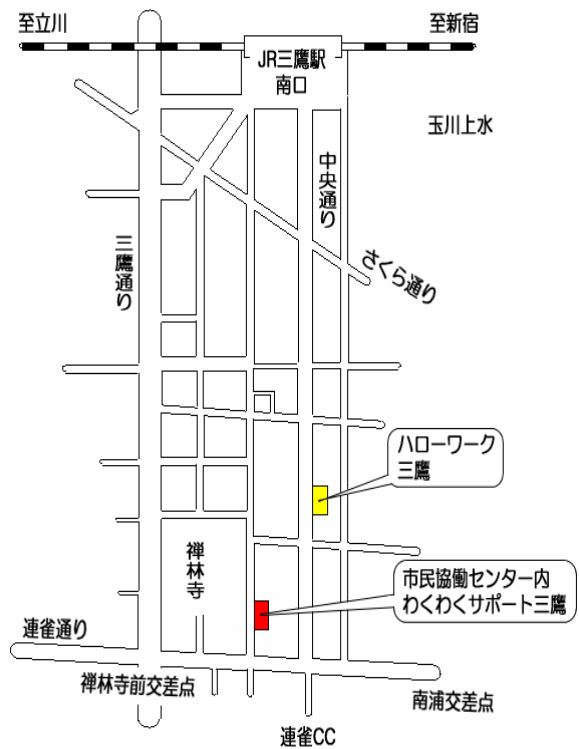 至立川
至新宿
JR三鷹駅
南口
玉川上水
中央通り
三鷹通り
さくら通り
ハローワーク
三鷹
禅林寺
市民協働センター内
わくわくサポート三鷹
連雀通り
禅林寺前交差点
南浦交差点
連雀CC